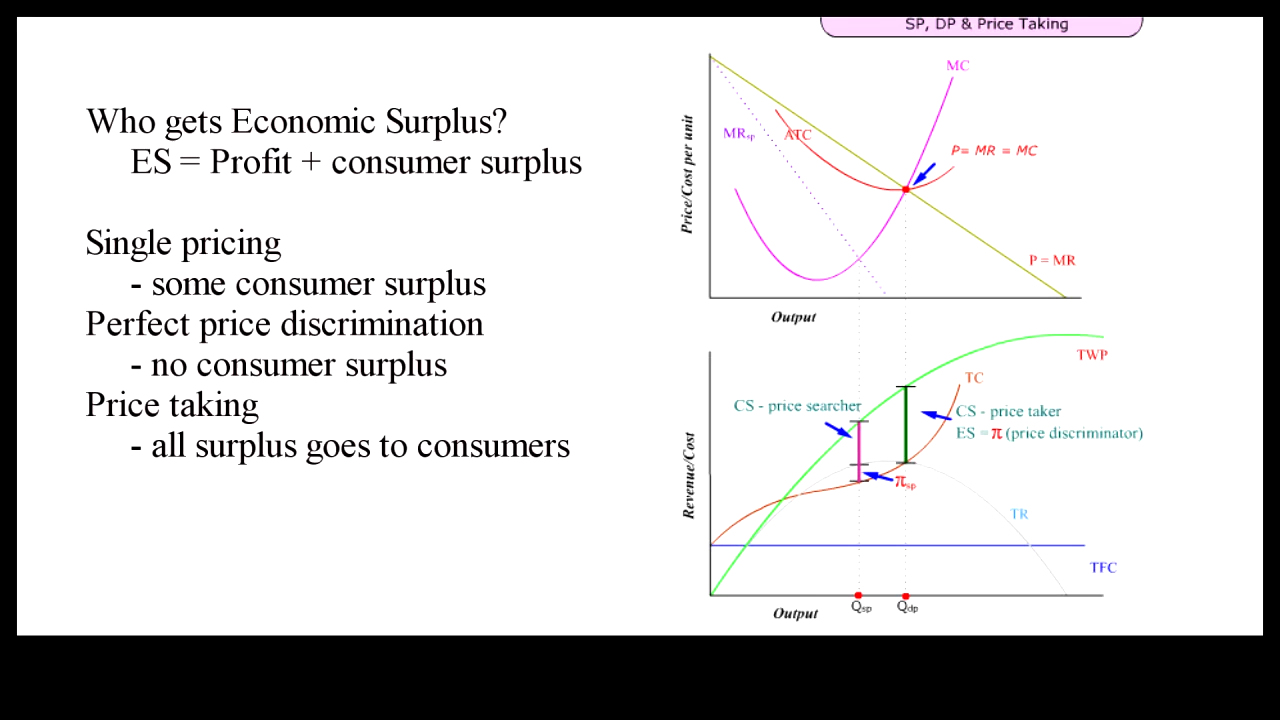 SP, DP & Price Taking
Who gets Economic Surplus?
ES = Profit + consumer surplus
Single pricing
- some consumer surplus
Perfect price discrimination
- no consumer surplus
Price taking
- all surplus goes to consumers
Price/Cost per unit
MC
MRsp
ATC
P= MR = MC
P = MR
Output
Revenue/Cost
TWP
TC
CS - price searcher
CS - price taker
ES = π (price discriminator)
πsp
TR
TFC
Qsp
Qdp
Output